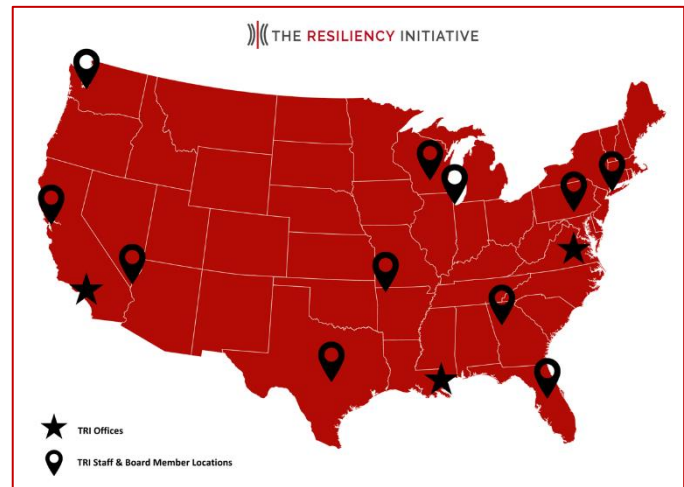 THE RESILIENCY INITIATIVE
TRI Offices
TRI Staff & Board Member Locations